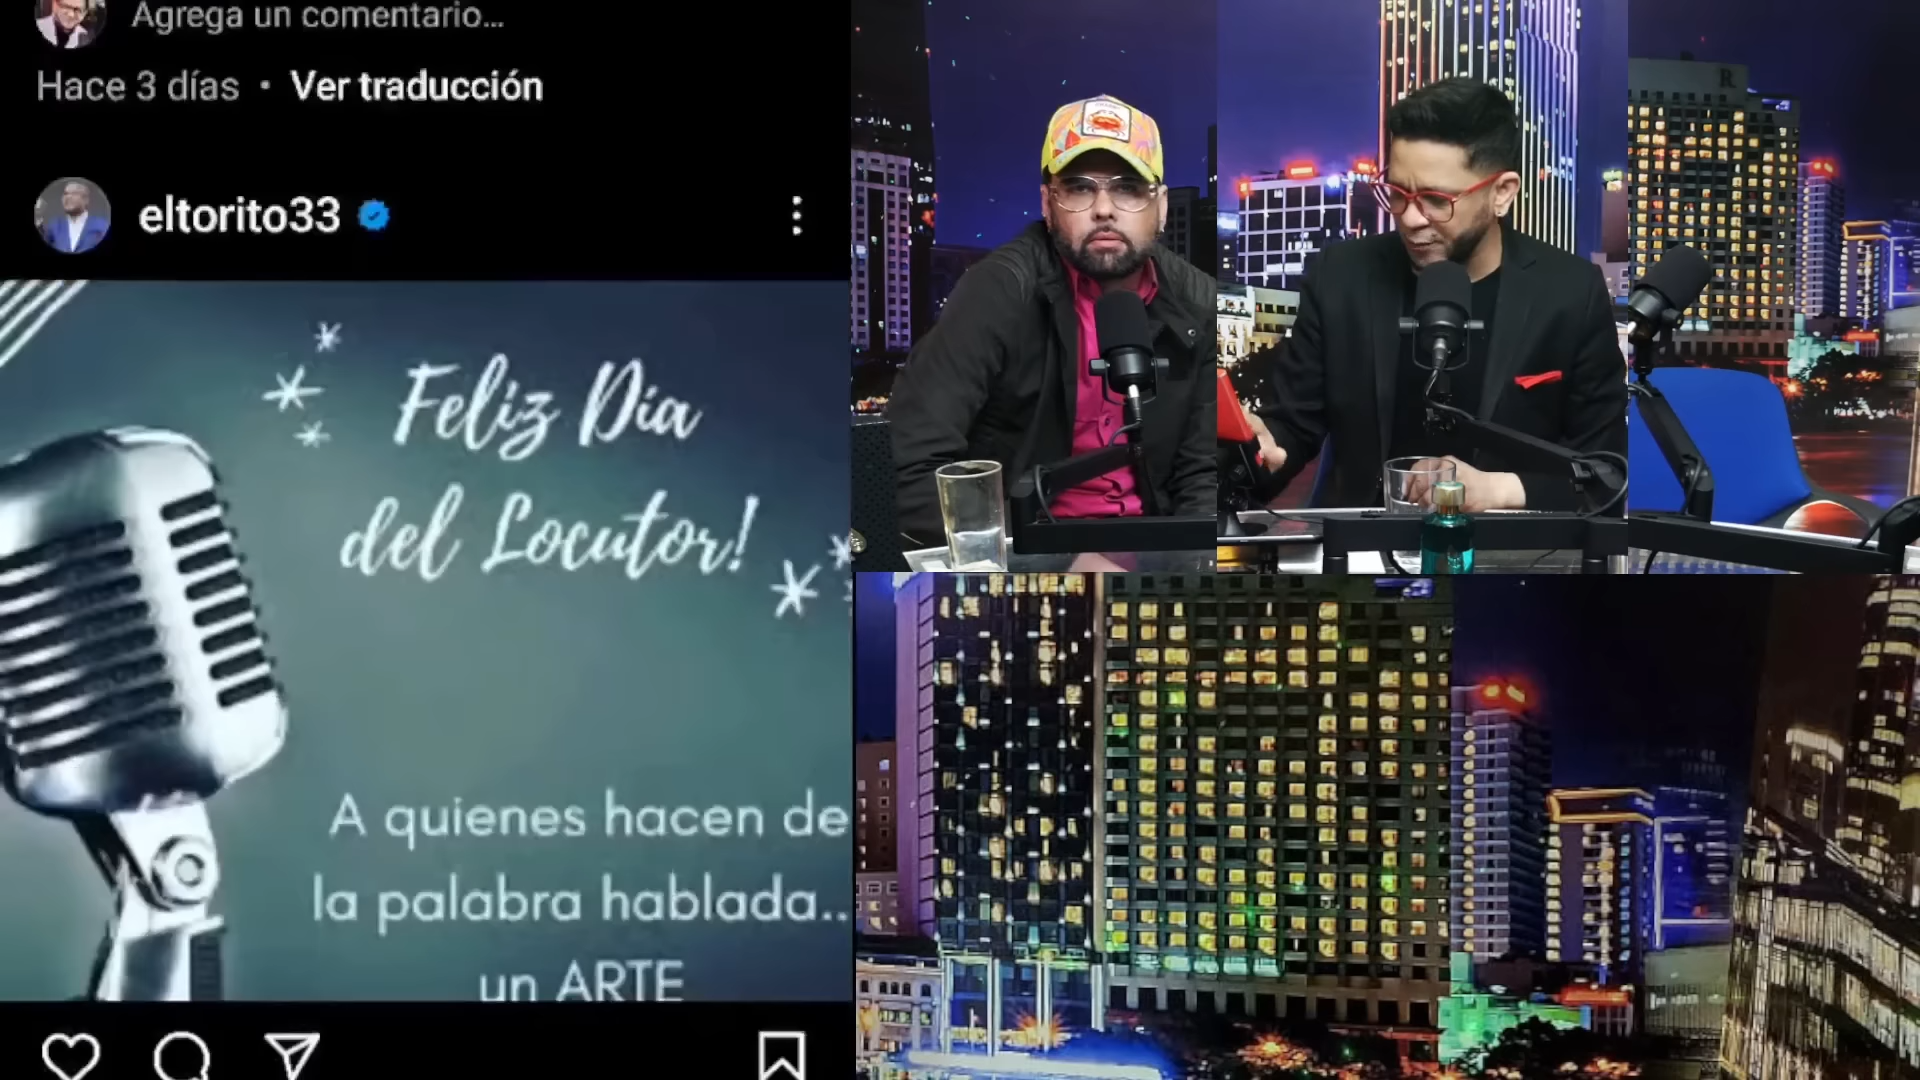 Agrega un comentario...
Hace 3 días • Ver traducción
eltorito33
Feliz Día
del Locutor!
A quienes hacen de
la palabra hablada..
un ARTE
R